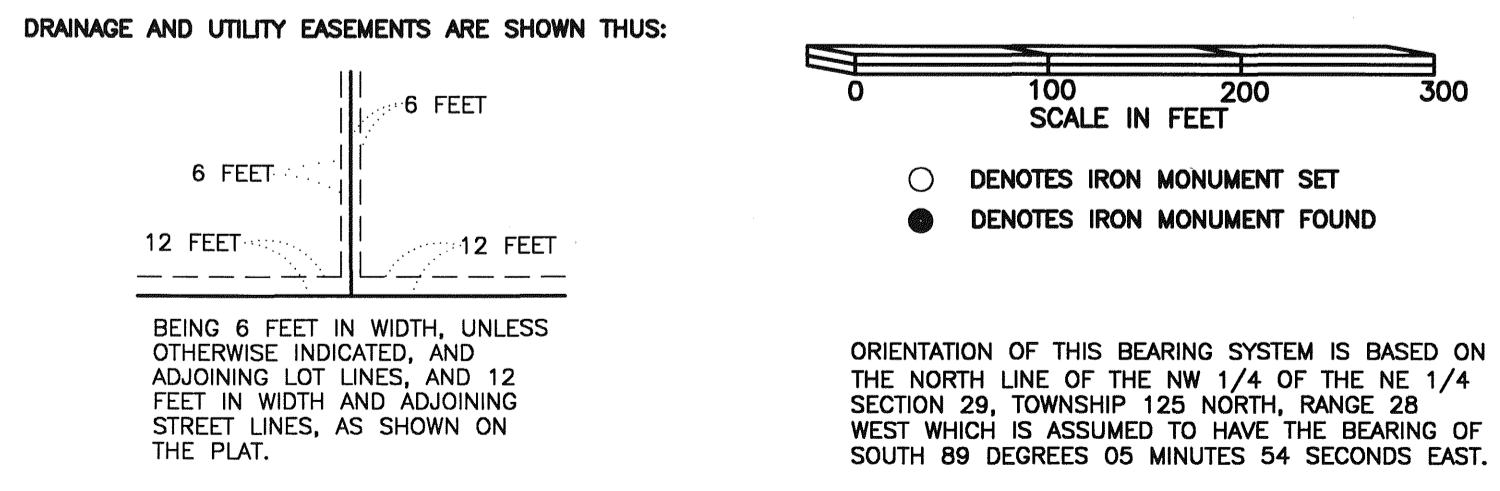 DRAINAGE AND UTILITY EASEMENTS ARE SHOWN THUS:
6 FEET
6 FEET
12 FEET
12 FEET
BEING 6 FEET IN WIDTH, UNLESS
OTHERWISE INDICATED, AND
ADJOINING LOT LINES, AND 12
FEET IN WIDTH AND ADJOINING
STREET LINES, AS SHOWN ON
THE PLAT.
0 100 200 300
SCALE IN FEET
DENOTES IRON MONUMENT SET
DENOTES IRON MONUMENT FOUND
ORIENTATION OF THIS BEARING SYSTEM IS BASED ON
THE NORTH LINE OF THE NW 1/4 OF THE NE 1/4
SECTION 29, TOWNSHIP 125 NORTH, RANGE 28
WEST WHICH IS ASSUMED TO HAVE THE BEARING OF
SOUTH 89 DEGREES 05 MINUTES 54 SECONDS EAST.